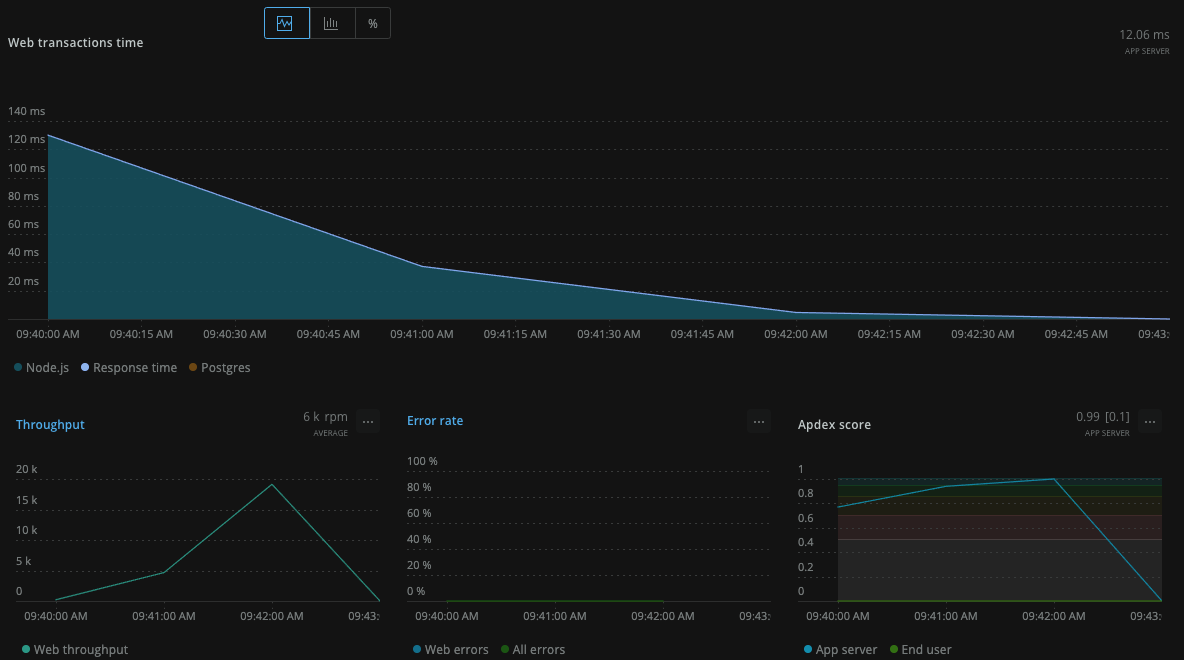 %
Web transactions time
12.06 ms
APP SERVER
140 ms
120 ms
100 ms
80 ms
60 ms
40 ms
20 ms
09:40:00 AM 09:40:15 AM 09:40:30 AM 09:40:45 AM 09:41:00 AM 09:41:15 AM 09:41:30 AM 09:41:45 AM 09:42:00 AM 09:42:15 AM 09:42:30 AM 09:42:45 AM 09:43:
Node.js Response time Postgres
Throughput
6 k rpm
AVERAGE
...
20 k
15 k
10 k
5 k
0
09:40:00 AM 09:41:00 AM 09:42:00 AM 09:43:
Web throughput
Error rate
...
100 %
80 %
60 %
40 %
20 %
0 %
09:40:00 AM 09:41:00 AM 09:42:00 AM 09:43:
Web errors All errors
Apdex score
0.99 [0.1]
APP SERVER
...
1
0.8
0.6
0.4
0.2
0
09:40:00 AM 09:41:00 AM 09:42:00 AM 09:43:
App server End user